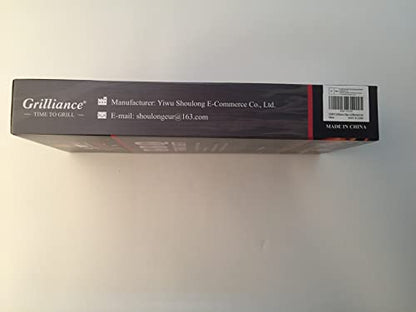 Grilliance®
TIME TO GRILL
Manufacturer: Yiwu Shoulong E-Commerce Co., Ltd.
E-mail: shoulongeur@163.com
MADE IN CHINA